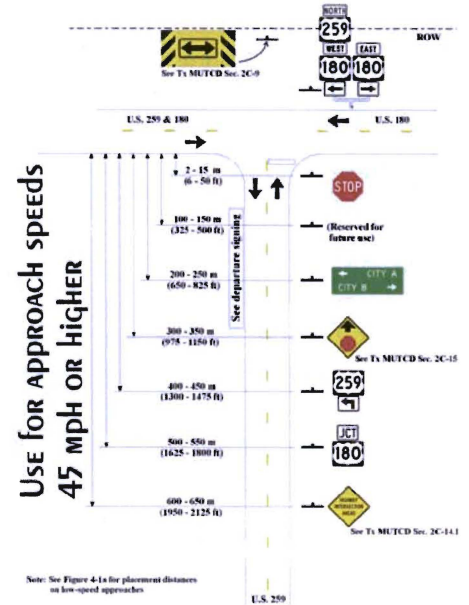 NORTH
259
ROW
WEST EAST
180 180
See Tx MUTCD Sec. 2C-9
U.S. 259 & 180
U.S. 180
2 - 15 m
(6 - 50 ft)
STOP
100 - 150 m
(325 - 500 ft)
(Reserved for
future use)
200 - 250 m
(650 - 825 ft)
CITY A
CITY B
See departure signing
300 - 350 m
(975 - 1150 ft)
See Tx MUTCD Sec. 2C-15
400 - 450 m
(1300 - 1475 ft)
259
500 - 550 m
(1625 - 1800 ft)
JCT
180
600 - 650 m
(1950 - 2125 ft)
HIGHWAY
INTERSECTION
AHEAD
See Tx MUTCD Sec. 2C-14.1
USE FOR APPROACH SPEEDS
45 MPH OR HIGHER
Note: See Figure 4-1a for placement distances
on low-speed approaches
U.S. 259